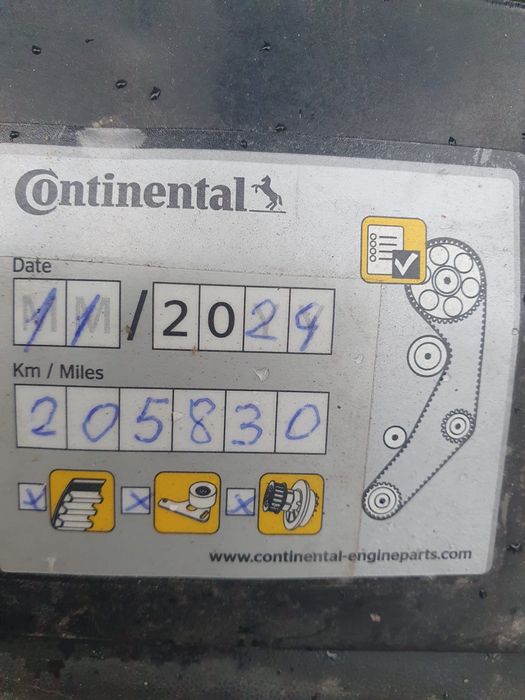 Continental
Date
11/2024
Km / Miles
205830
x x x
www.continental-engineparts.com